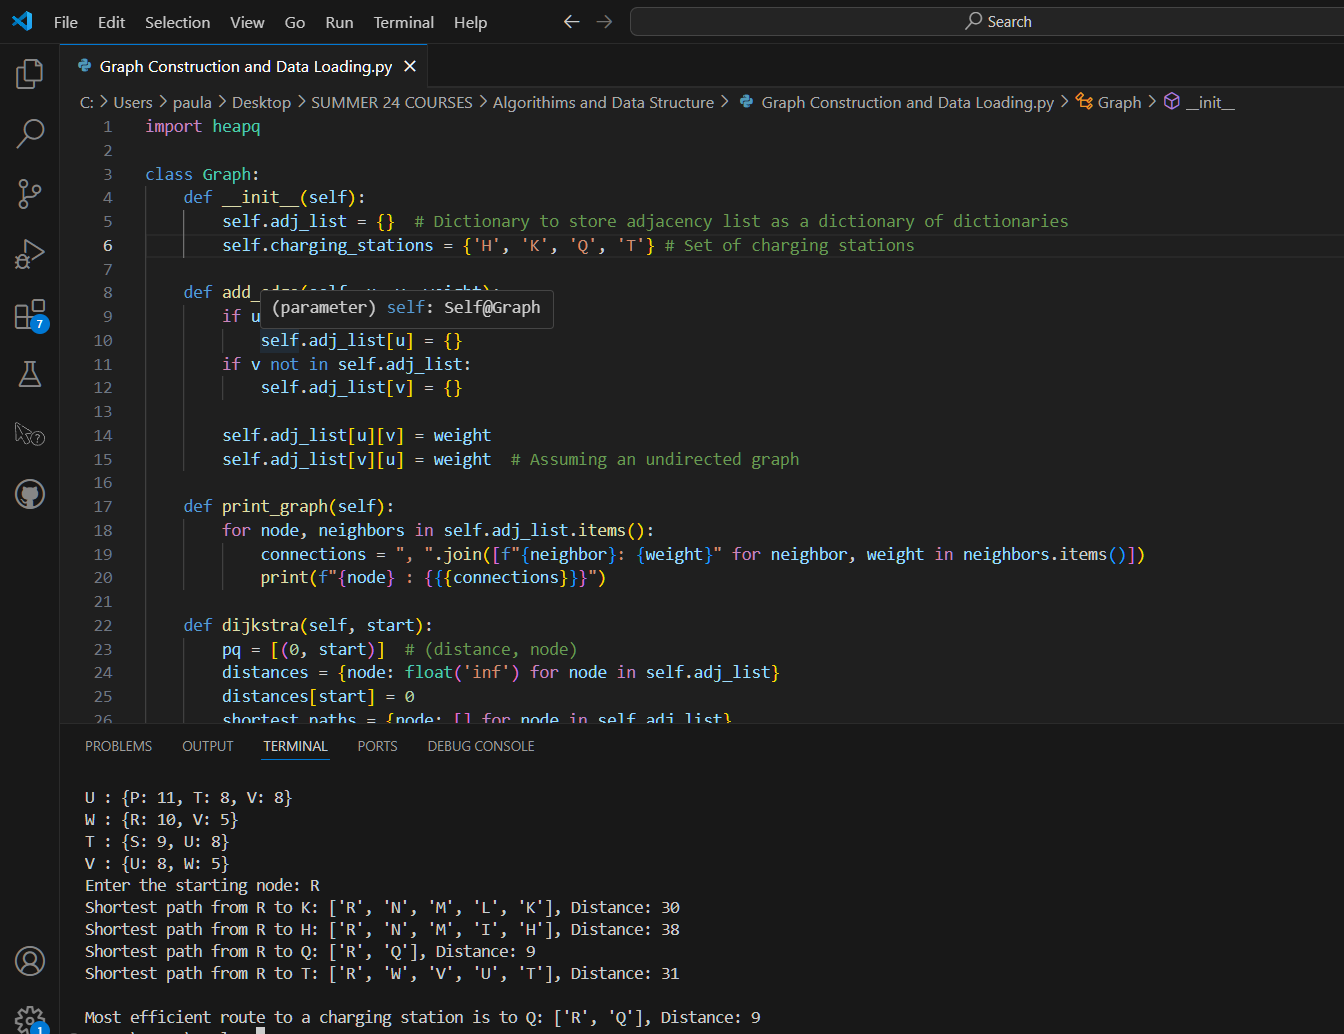 File Edit Selection View Go Run Terminal Help Search
Graph Construction and Data Loading.py
C: > Users > paula > Desktop > SUMMER 24 COURSES > Algorithims and Data Structure > Graph Construction and Data Loading.py > Graph > __init__
1 import heapq
2
3 class Graph:
4 def __init__(self):
5 self.adj_list = {} # Dictionary to store adjacency list as a dictionary of dictionaries
6 self.charging_stations = {'H', 'K', 'Q', 'T'} # Set of charging stations
7
8 def add_edge(self, u, v, weight):
(parameter) self: Self@Graph
9 if u
10 self.adj_list[u] = {}
11 if v not in self.adj_list:
12 self.adj_list[v] = {}
13
14 self.adj_list[u][v] = weight
15 self.adj_list[v][u] = weight # Assuming an undirected graph
16
17 def print_graph(self):
18 for node, neighbors in self.adj_list.items():
19 connections = ", ".join([f"{neighbor}: {weight}" for neighbor, weight in neighbors.items()])
20 print(f"{node} : {{{connections}}}")
21
22 def dijkstra(self, start):
23 pq = [(0, start)] # (distance, node)
24 distances = {node: float('inf') for node in self.adj_list}
25 distances[start] = 0
26 shortest_paths = {node: [] for node in self.adj_list}
7
PROBLEMS OUTPUT TERMINAL PORTS DEBUG CONSOLE
U : {P: 11, T: 8, V: 8}
W : {R: 10, V: 5}
T : {S: 9, U: 8}
V : {U: 8, W: 5}
Enter the starting node: R
Shortest path from R to K: ['R', 'N', 'M', 'L', 'K'], Distance: 30
Shortest path from R to H: ['R', 'N', 'M', 'I', 'H'], Distance: 38
Shortest path from R to Q: ['R', 'Q'], Distance: 9
Shortest path from R to T: ['R', 'W', 'V', 'U', 'T'], Distance: 31
Most efficient route to a charging station is to Q: ['R', 'Q'], Distance: 9
1